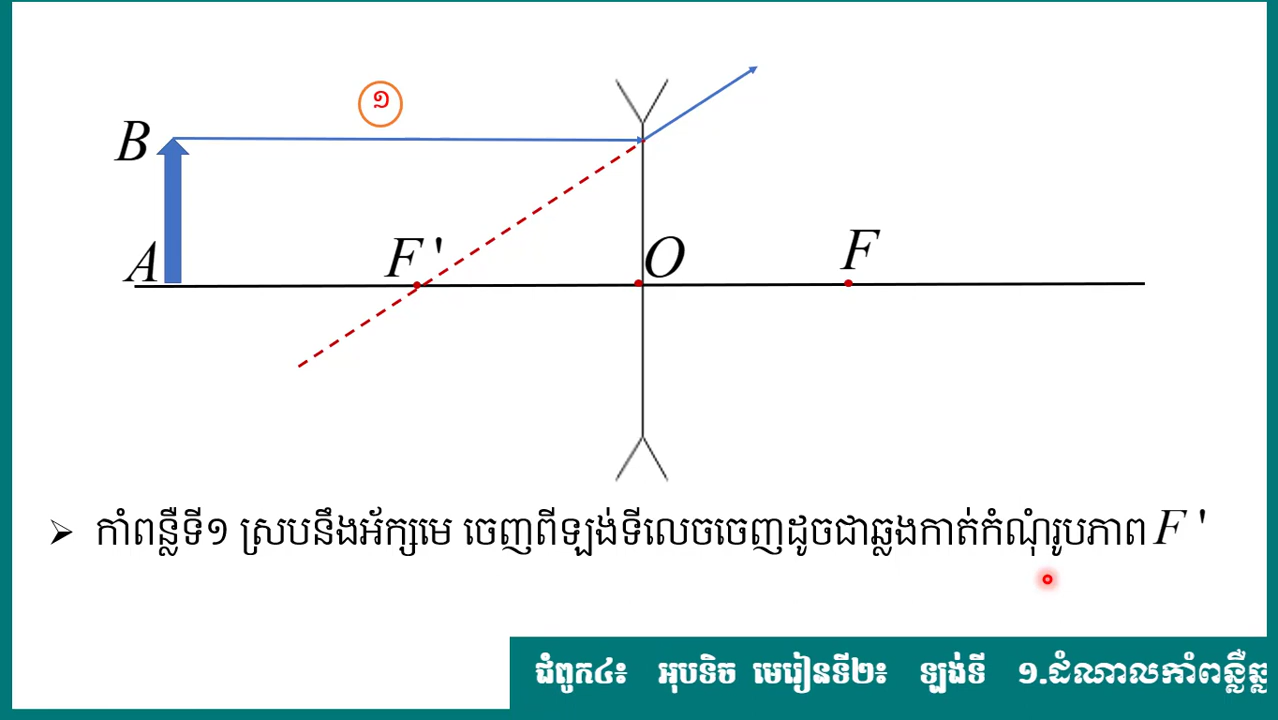 ១
B
A
F '
O
F
➢ កាំពន្លឺទី១ ស្របនឹងអ័ក្សមេ ចេញពីឡង់ទីលេចចេញដូចជាឆ្លងកាត់កំណុំរូបភាព F '
ជំពូក៤៖ អុបទិច មេរៀនទី២៖ ឡង់ទី ១.ដំណាលកាំពន្លឺឆ្ល